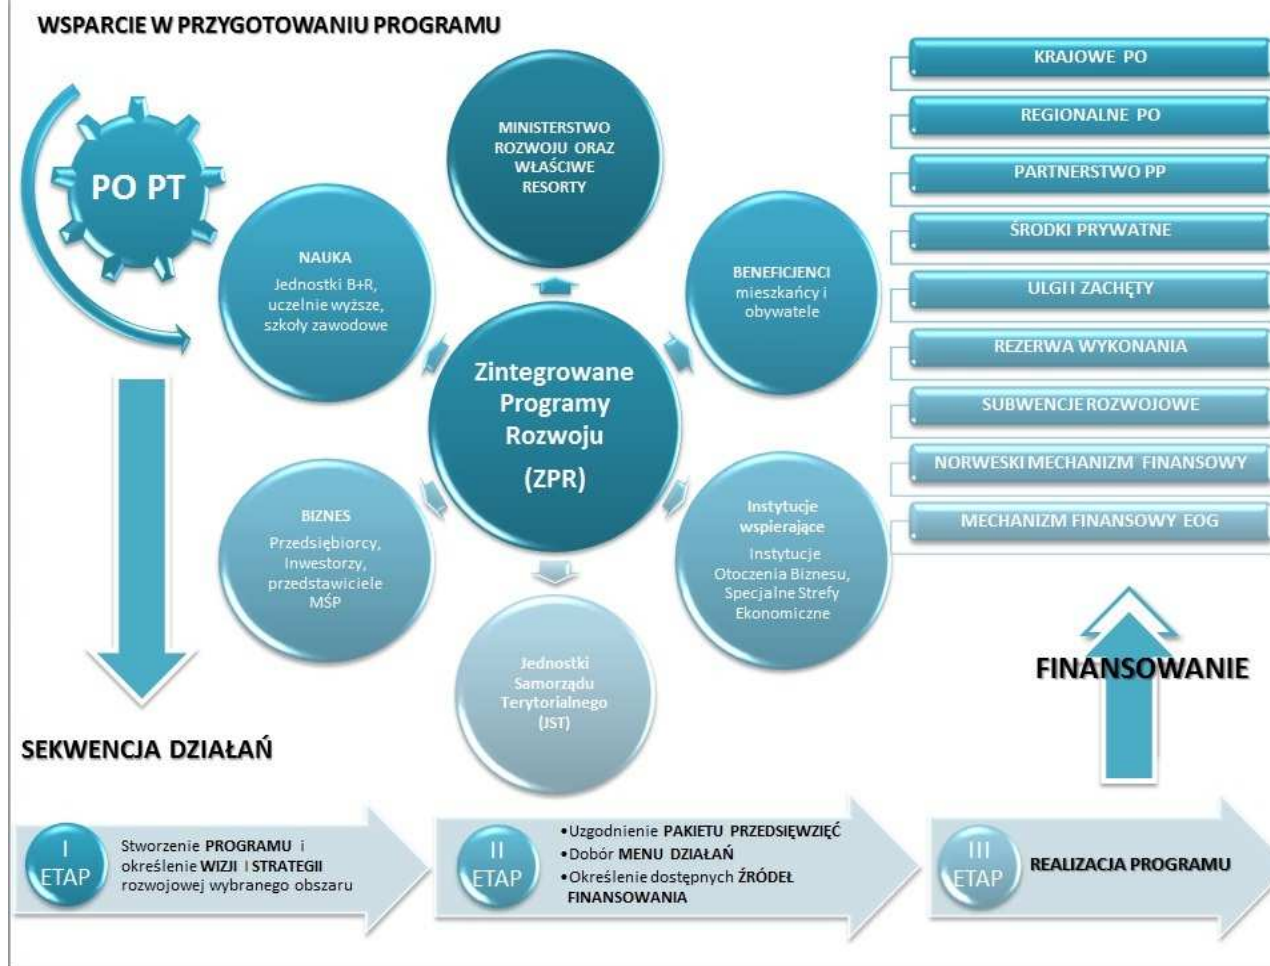 WSPARCIE W PRZYGOTOWANIU PROGRAMU
PO PT
MINISTERSTWO
ROZWOJU ORAZ
WŁAŚCIWE
RESORTY
NAUKA
Jednostki B+R,
uczelnie wyższe,
szkoły zawodowe
BENEFICJENCI
mieszkańcy i
obywatele
Zintegrowane
Programy
Rozwoju
(ZPR)
BIZNES
Przedsiębiorcy,
Inwestorzy,
przedstawiciele
MŚP
Instytucje
wspierające
Instytucje
Otoczenia Biznesu,
Specjalne Strefy
Ekonomiczne
Jednostki
Samorządu
Terytorialnego
(JST)
KRAJOWE PO
REGIONALNE PO
PARTNERSTWO PP
ŚRODKI PRYWATNE
ULGI I ZACHĘTY
REZERWA WYKONANIA
SUBWENCJE ROZWOJOWE
NORWESKI MECHANIZM FINANSOWY
MECHANIZM FINANSOWY EOG
FINANSOWANIE
SEKWENCJA DZIAŁAŃ
I
ETAP
Stworzenie PROGRAMU i
określenie WIZJI I STRATEGII
rozwojowej wybranego obszaru
II
ETAP
•Uzgodnienie PAKIETU PRZEDSIĘWZIĘĆ
•Dobór MENU DZIAŁAŃ
•Określenie dostępnych ŹRÓDEŁ
FINANSOWANIA
III
ETAP
REALIZACJA PROGRAMU